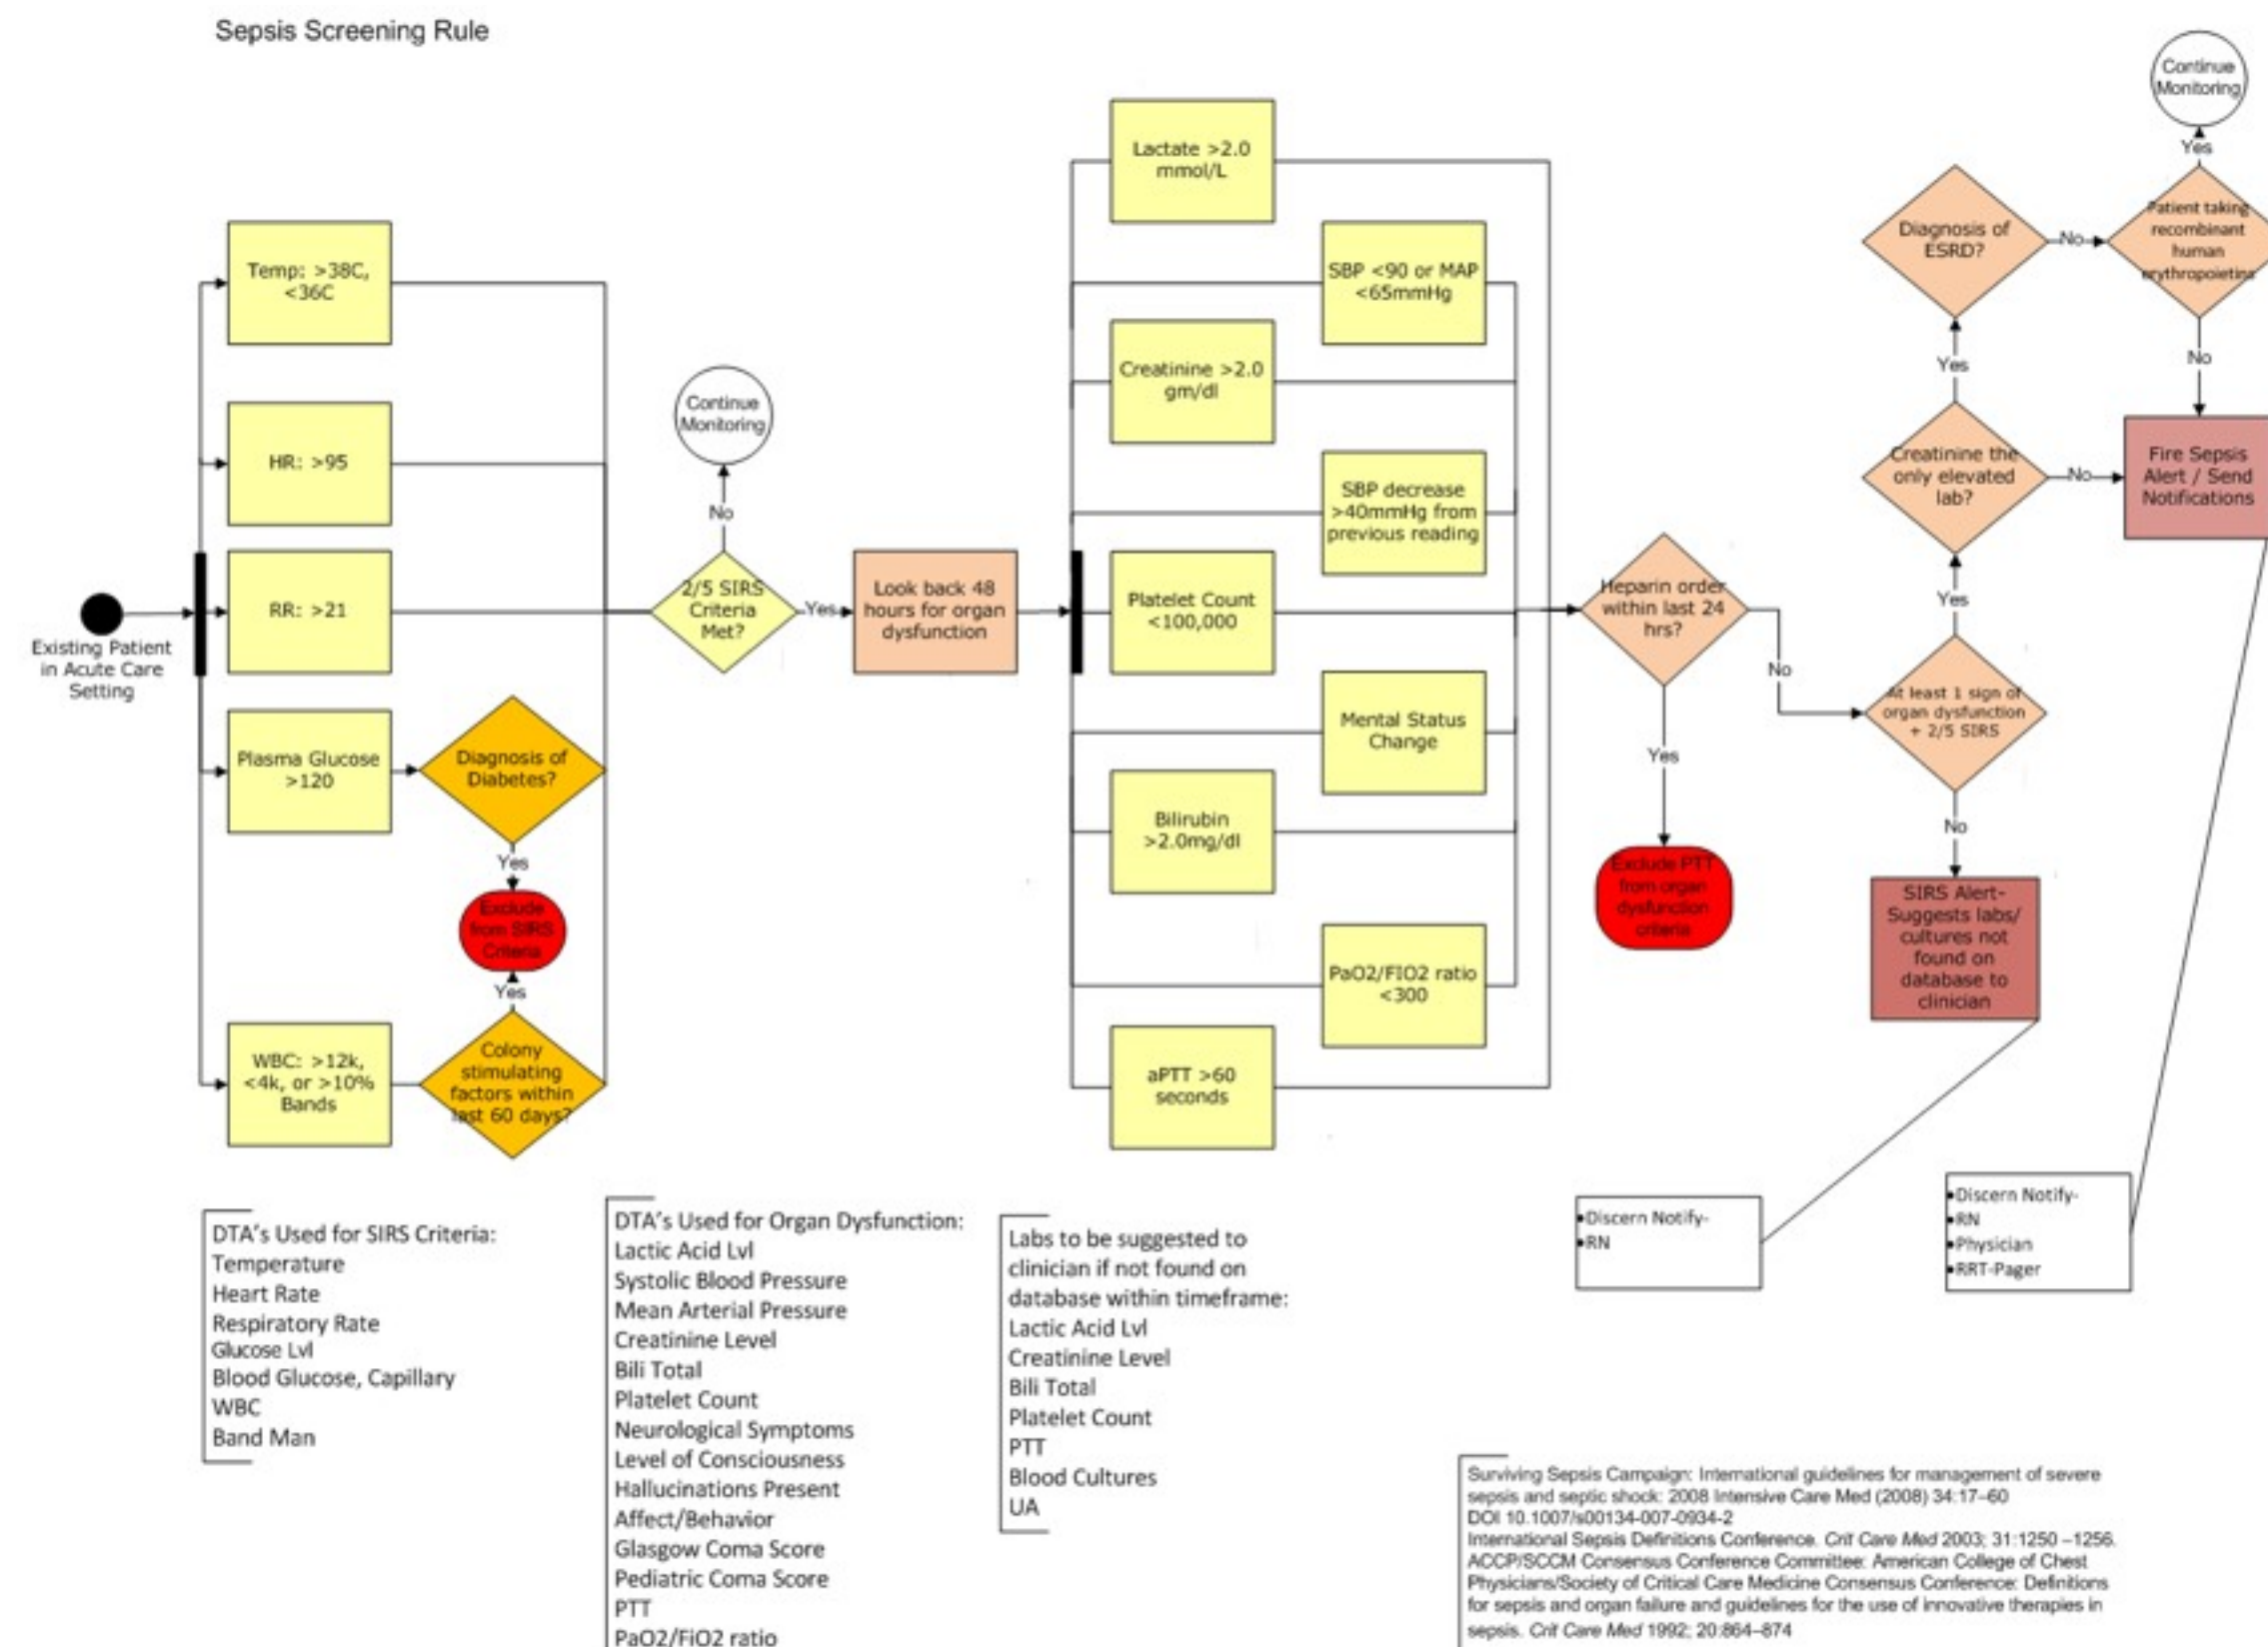 Sepsis Screening Rule
Existing Patient
in Acute Care
Setting
Temp: >38C,
<36C
HR: >95
RR: >21
Plasma Glucose
>120
WBC: >12k,
<4k, or >10%
Bands
Diagnosis of
Diabetes?
Yes
Exclude
from SIRS
Criteria
Yes
Colony
stimulating
factors within
last 60 days?
Continue
Monitoring
No
2/5 SIRS
Criteria
Met?
Yes
Look back 48
hours for organ
dysfunction
Lactate >2.0
mmol/L
SBP <90 or MAP
<65mmHg
Creatinine >2.0
gm/dl
SBP decrease
>40mmHg from
previous reading
Platelet Count
<100,000
Mental Status
Change
Bilirubin
>2.0mg/dl
PaO2/FIO2 ratio
<300
aPTT >60
seconds
Heparin order
within last 24
hrs?
Yes
Exclude PTT
from organ
dysfunction
criteria
No
At least 1 sign of
organ dysfunction
+ 2/5 SIRS
No
SIRS Alert-
Suggests labs/
cultures not
found on
database to
clinician
Yes
Creatinine the
only elevated
lab?
No
Fire Sepsis
Alert / Send
Notifications
Yes
Diagnosis of
ESRD?
No
Patient taking
recombinant
human
erythropoietins
Yes
Continue
Monitoring
No
•Discern Notify-
•RN
•Discern Notify-
•RN
•Physician
•RRT-Pager
DTA's Used for SIRS Criteria:
Temperature
Heart Rate
Respiratory Rate
Glucose Lvl
Blood Glucose, Capillary
WBC
Band Man
DTA's Used for Organ Dysfunction:
Lactic Acid Lvl
Systolic Blood Pressure
Mean Arterial Pressure
Creatinine Level
Bili Total
Platelet Count
Neurological Symptoms
Level of Consciousness
Hallucinations Present
Affect/Behavior
Glasgow Coma Score
Pediatric Coma Score
PTT
PaO2/FiO2 ratio
Labs to be suggested to
clinician if not found on
database within timeframe:
Lactic Acid Lvl
Creatinine Level
Bili Total
Platelet Count
PTT
Blood Cultures
UA
Surviving Sepsis Campaign: International guidelines for management of severe
sepsis and septic shock: 2008 Intensive Care Med (2008) 34:17–60
DOI 10.1007/s00134-007-0934-2
International Sepsis Definitions Conference. Crit Care Med 2003; 31:1250 –1256.
ACCP/SCCM Consensus Conference Committee: American College of Chest
Physicians/Society of Critical Care Medicine Consensus Conference: Definitions
for sepsis and organ failure and guidelines for the use of innovative therapies in
sepsis. Crit Care Med 1992; 20:864–874